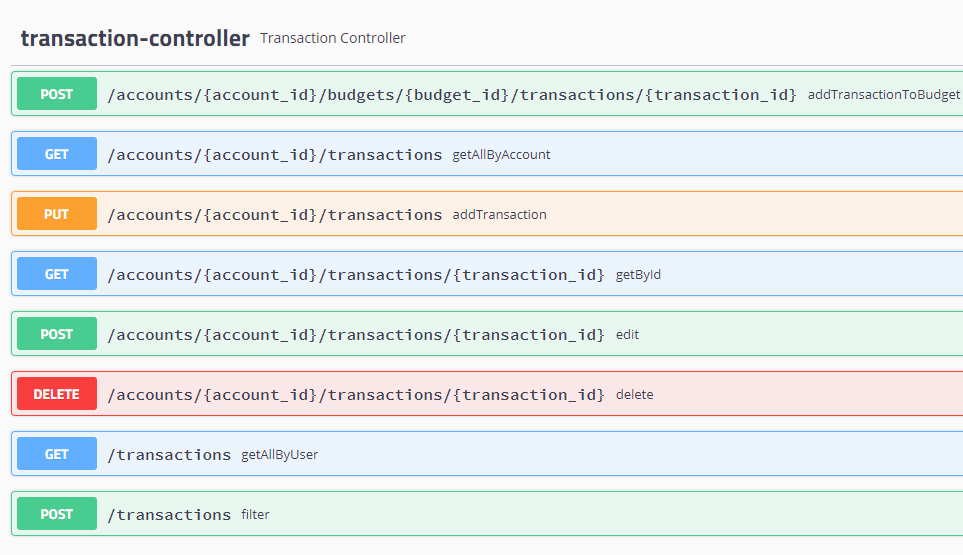 transaction-controller Transaction Controller
POST /accounts/{account_id}/budgets/{budget_id}/transactions/{transaction_id} addTransactionToBudget
GET /accounts/{account_id}/transactions getAllByAccount
PUT /accounts/{account_id}/transactions addTransaction
GET /accounts/{account_id}/transactions/{transaction_id} getById
POST /accounts/{account_id}/transactions/{transaction_id} edit
DELETE /accounts/{account_id}/transactions/{transaction_id} delete
GET /transactions getAllByUser
POST /transactions filter